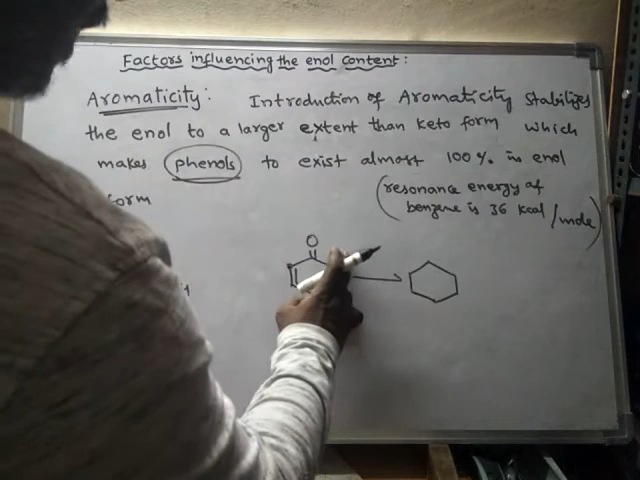 Factors influencing the enol content:
Aromaticity: Introduction of Aromaticity stabilizes
the enol to a larger extent than keto form which
makes phenols to exist almost 100% in enol
form
(resonance energy of
benzene is 36 kcal/mole)
O